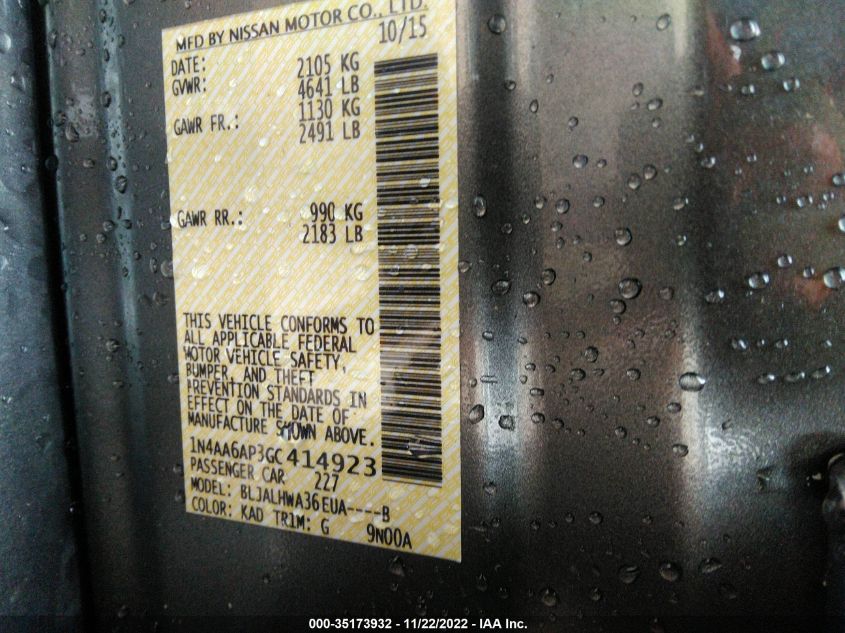 MFD BY NISSAN MOTOR CO., LTD.
10/15
DATE: 2105 KG
GVWR: 4641 LB
1130 KG
GAWR FR.: 2491 LB
GAWR RR.: 990 KG
2183 LB
THIS VEHICLE CONFORMS TO
ALL APPLICABLE FEDERAL
MOTOR VEHICLE SAFETY,
BUMPER, AND THEFT
PREVENTION STANDARDS IN
EFFECT ON THE DATE OF
MANUFACTURE SHOWN ABOVE.
1N4AA6AP3GC414923
PASSENGER CAR 227
MODEL: BLJALHWA36EUA----B
COLOR: KAD TRIM: G 9N00A
000-35173932 - 11/22/2022 - IAA Inc.